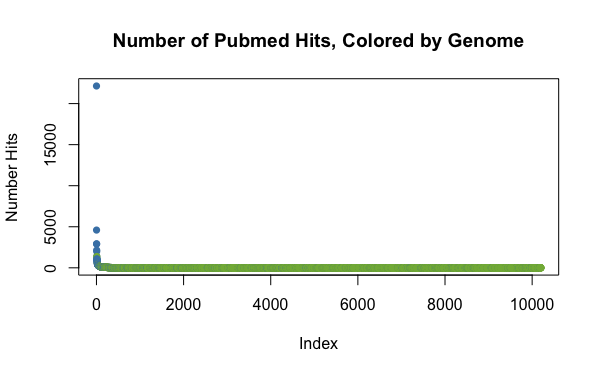 Number of Pubmed Hits, Colored by Genome
Number Hits
15000
5000
0
0 2000 4000 6000 8000 10000
Index